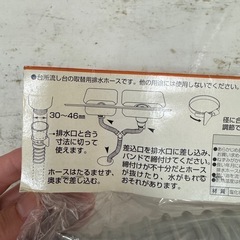 ●台所流し台の取替用排水ホースです。他の用途には使用しないでください。
30～46㎜
排水口と合う
寸法に切って
使えます。
ホースはたるませず、
奥まで差し込む。
差込口を排水口に差し込み、
バンドで締付けてください。
締付けが不十分だとホース
が抜けたり、水がもれる
おそれがあります。
径に合
材質